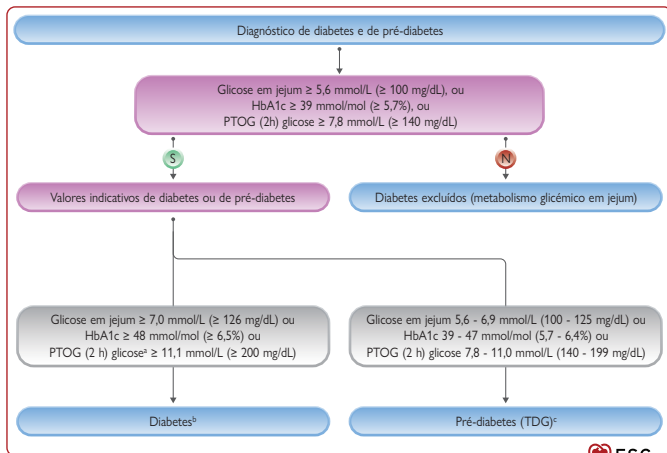 Diagnóstico de diabetes e de pré-diabetes
Glicose em jejum ≥ 5,6 mmol/L (≥ 100 mg/dL), ou
HbA1c ≥ 39 mmol/mol (≥ 5,7%), ou
PTOG (2h) glicose ≥ 7,8 mmol/L (≥ 140 mg/dL)
S
N
Valores indicativos de diabetes ou de pré-diabetes
Diabetes excluídos (metabolismo glicémico em jejum)
Glicose em jejum ≥ 7,0 mmol/L (≥ 126 mg/dL) ou
HbA1c ≥ 48 mmol/mol (≥ 6,5%) ou
PTOG (2 h) glicoseᵃ ≥ 11,1 mmol/L (≥ 200 mg/dL)
Glicose em jejum 5,6 - 6,9 mmol/L (100 - 125 mg/dL) ou
HbA1c 39 - 47 mmol/mol (5,7 - 6,4%) ou
PTOG (2 h) glicose 7,8 - 11,0 mmol/L (140 - 199 mg/dL)
Diabetesᵇ
Pré-diabetes (TDG)ᶜ
ESC